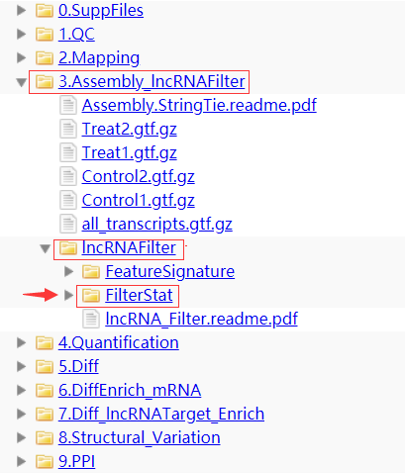 0.SuppFiles
1.QC
2.Mapping
3.Assembly_lncRNAFilter
Assembly.StringTie.readme.pdf
Treat2.gtf.gz
Treat1.gtf.gz
Control2.gtf.gz
Control1.gtf.gz
all_transcripts.gtf.gz
lncRNAFilter
FeatureSignature
FilterStat
lncRNA_Filter.readme.pdf
4.Quantification
5.Diff
6.DiffEnrich_mRNA
7.Diff_lncRNATarget_Enrich
8.Structural_Variation
9.PPI